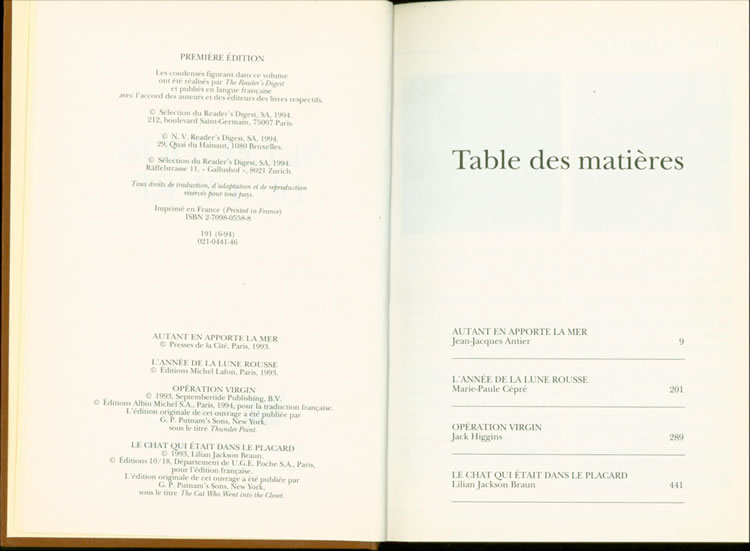 PREMIÈRE ÉDITION
Les condensés figurant dans ce volume
ont été réalisés par The Reader's Digest
et publiés en langue française
avec l'accord des auteurs et des éditeurs des livres respectifs.
© Sélection du Reader's Digest, SA, 1994.
212, boulevard Saint-Germain, 75007 Paris.
© N. V. Reader's Digest, SA, 1994.
29, Quai du Hainaut, 1080 Bruxelles.
© Sélection du Reader's Digest, SA, 1994.
Räffelstrasse 11, « Gallushof », 8021 Zurich.
Tous droits de traduction, d'adaptation et de reproduction
réservés pour tous pays.
Imprimé en France (Printed in France)
ISBN 2-7098-0558-8
191 (6-94)
021-0441-46
AUTANT EN APPORTE LA MER
© Presses de la Cité, Paris, 1993.
L'ANNÉE DE LA LUNE ROUSSE
© Éditions Michel Lafon, Paris, 1993.
OPÉRATION VIRGIN
© 1993, Septembertide Publishing, B.V.
© Éditions Albin Michel S.A., Paris, 1994, pour la traduction française.
L'édition originale de cet ouvrage a été publiée par
G. P. Putnam's Sons, New York,
sous le titre Thunder Point.
LE CHAT QUI ÉTAIT DANS LE PLACARD
© 1993, Lilian Jackson Braun.
© Éditions 10/18, Département de U.G.E. Poche S.A., Paris,
pour l'édition française.
L'édition originale de cet ouvrage a été publiée par
G. P. Putnam's Sons, New York,
sous le titre The Cat Who Went into the Closet.
Table des matières
AUTANT EN APPORTE LA MER
Jean-Jacques Antier 9
L'ANNÉE DE LA LUNE ROUSSE
Marie-Paule Cépré 201
OPÉRATION VIRGIN
Jack Higgins 289
LE CHAT QUI ÉTAIT DANS LE PLACARD
Lilian Jackson Braun 441